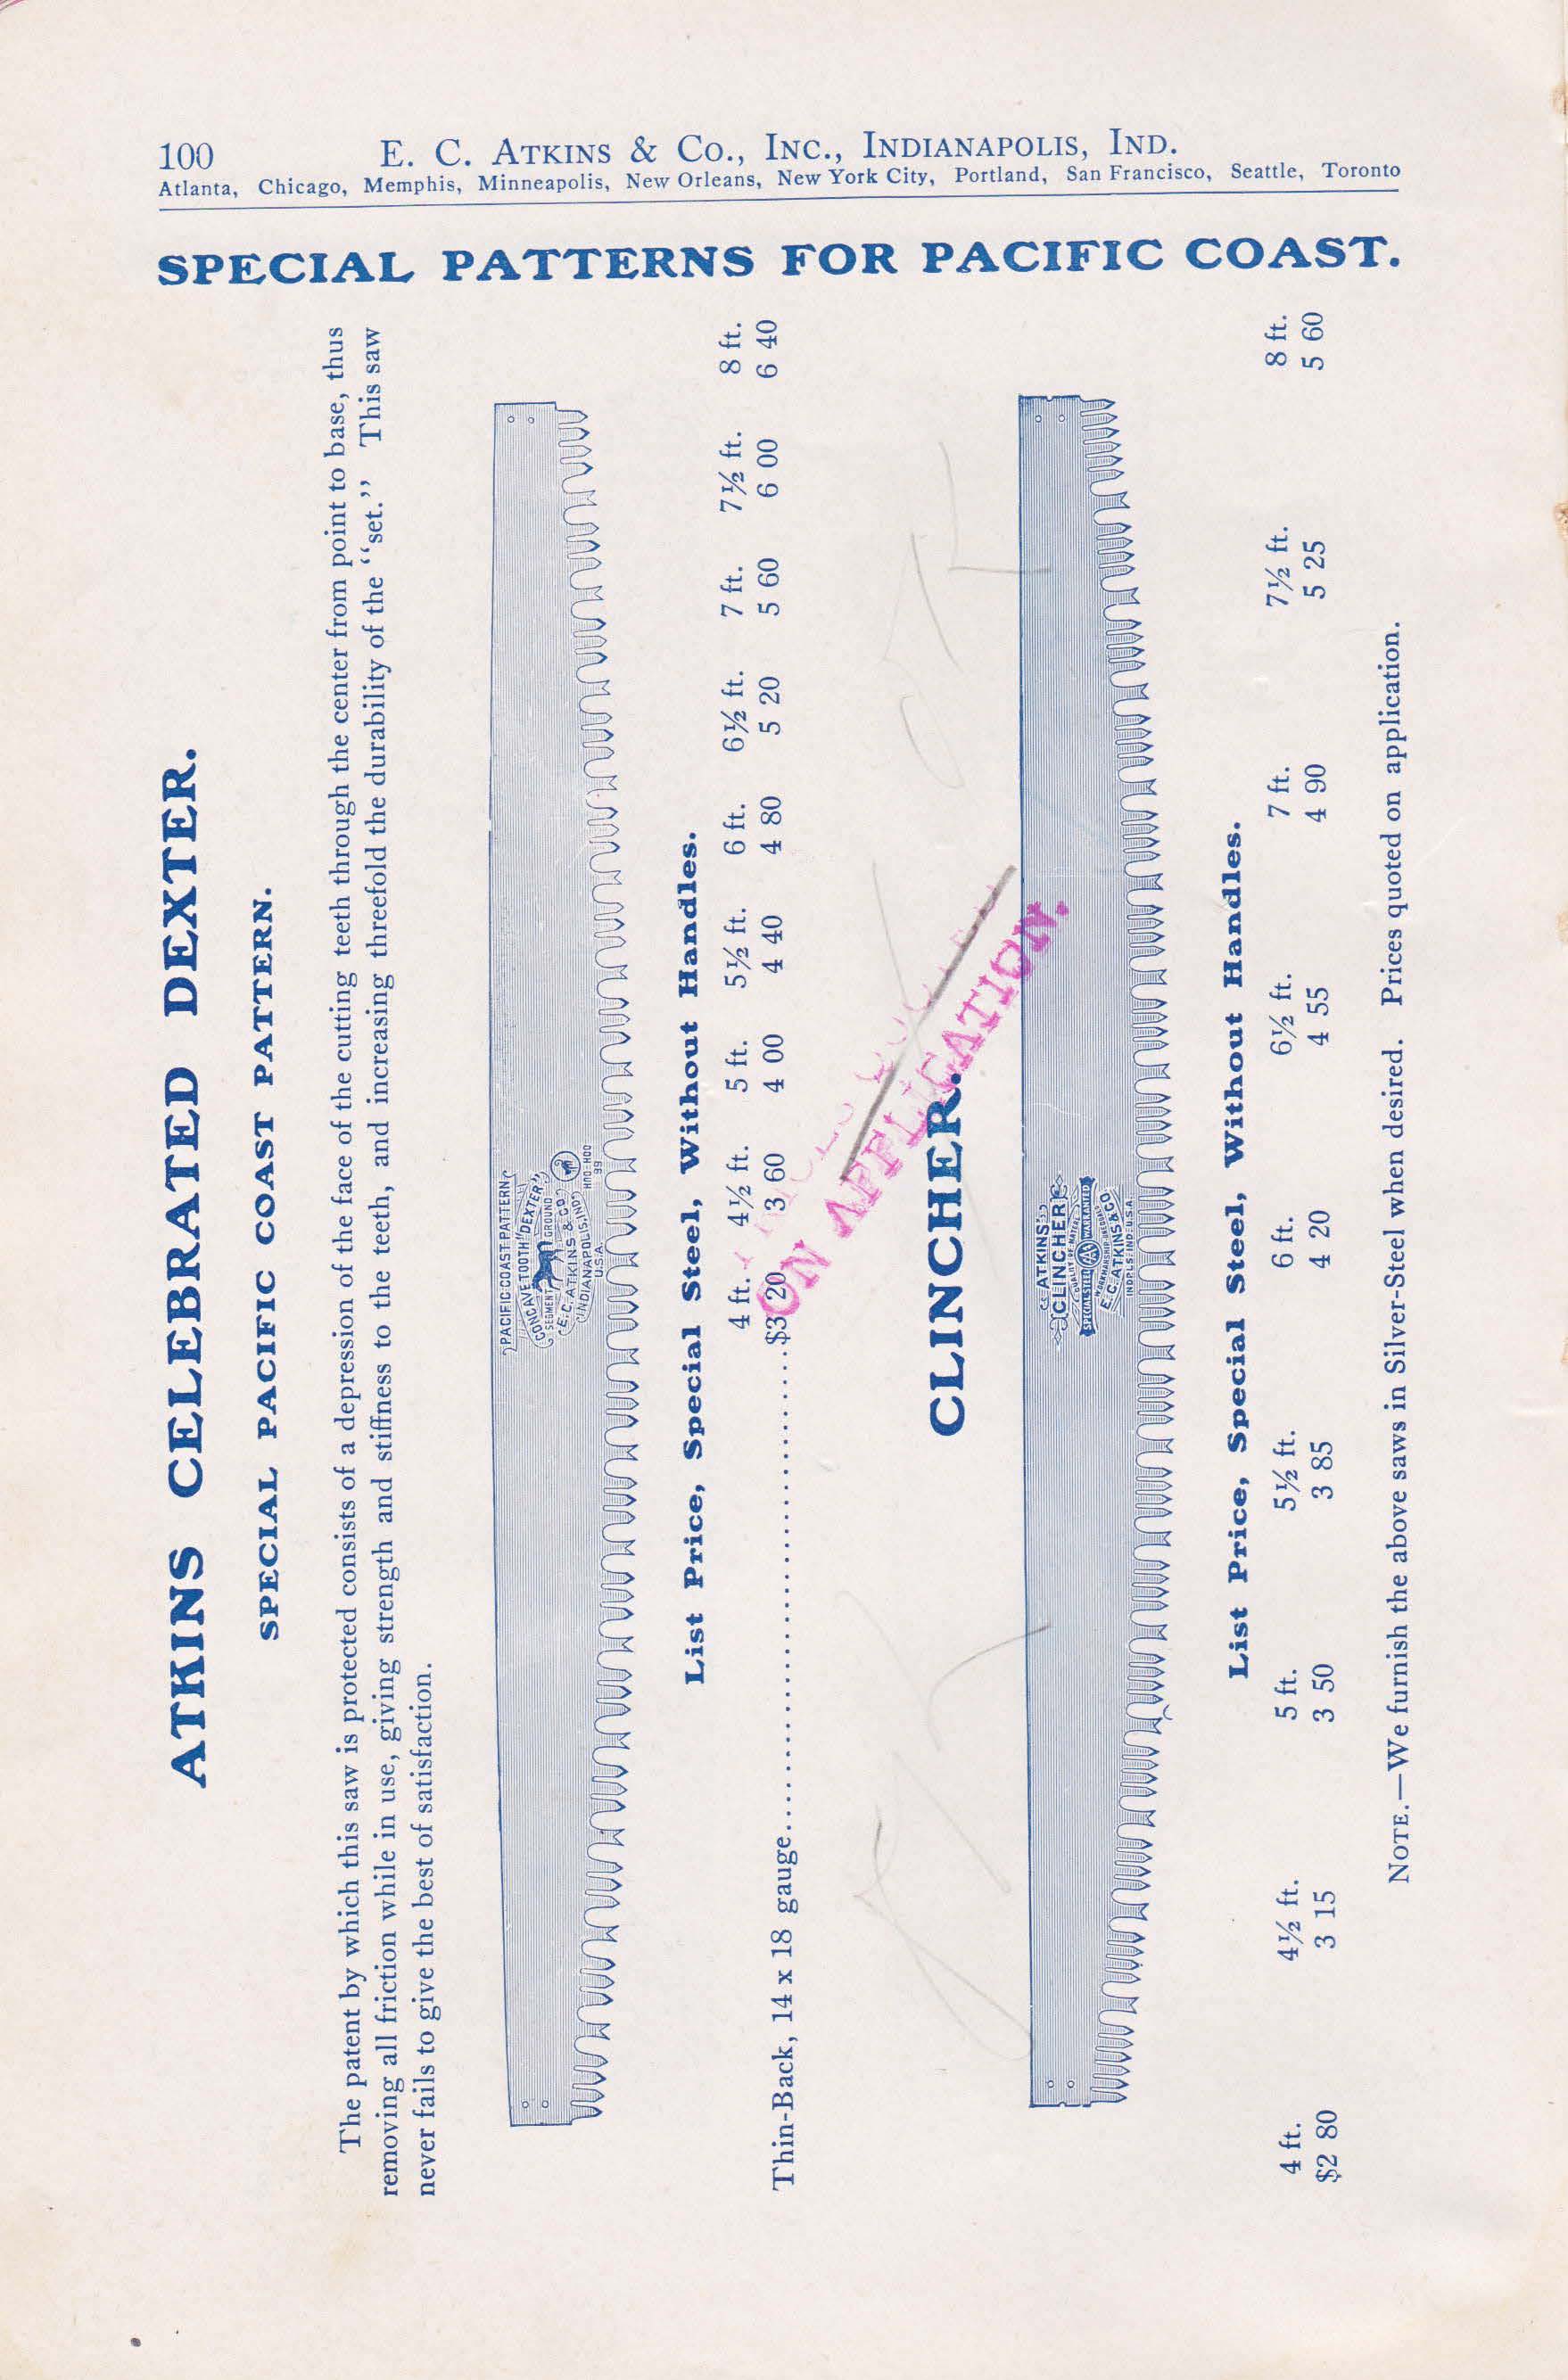 100 E. C. ATKINS & CO., INC., INDIANAPOLIS, IND.
Atlanta, Chicago, Memphis, Minneapolis, New Orleans, New York City, Portland, San Francisco, Seattle, Toronto
SPECIAL PATTERNS FOR PACIFIC COAST.
ATKINS CELEBRATED DEXTER.
SPECIAL PACIFIC COAST PATTERN.
The patent by which this saw is protected consists of a depression of the face of the cutting teeth through the center from point to base, thus
removing all friction while in use, giving strength and stiffness to the teeth, and increasing threefold the durability of the "set." This saw
never fails to give the best of satisfaction.
PACIFIC COAST PATTERN
CONCAVE TOOTH "DEXTER"
SEGMENT GROUND
E. C. ATKINS & CO.
INDIANAPOLIS, IND.
U.S.A.
HOO-HOO
99
List Price, Special Steel, Without Handles.
4 ft. 4½ ft. 5 ft. 5½ ft. 6 ft. 6½ ft. 7 ft. 7½ ft. 8 ft.
Thin-Back, 14 x 18 gauge........................................$3 20 3 60 4 00 4 40 4 80 5 20 5 60 6 00 6 40
ON APPLICATION.
CLINCHER.
ATKINS
CLINCHER
QUALITY OF MATERIAL
SPECIAL STEEL AAA WARRANTED
E. C. ATKINS & CO.
INDPLS. IND. U.S.A.
List Price, Special Steel, Without Handles.
4 ft. 4½ ft. 5 ft. 5½ ft. 6 ft. 6½ ft. 7 ft. 7½ ft. 8 ft.
$2 80 3 15 3 50 3 85 4 20 4 55 4 90 5 25 5 60
NOTE.—We furnish the above saws in Silver-Steel when desired. Prices quoted on application.